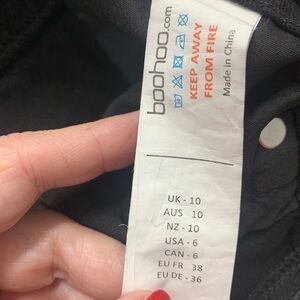 boohoo.com
KEEP AWAY
FROM FIRE
Made in China
UK - 10
AUS 10
NZ - 10
USA - 6
CAN - 6
EU FR 38
EU DE - 36